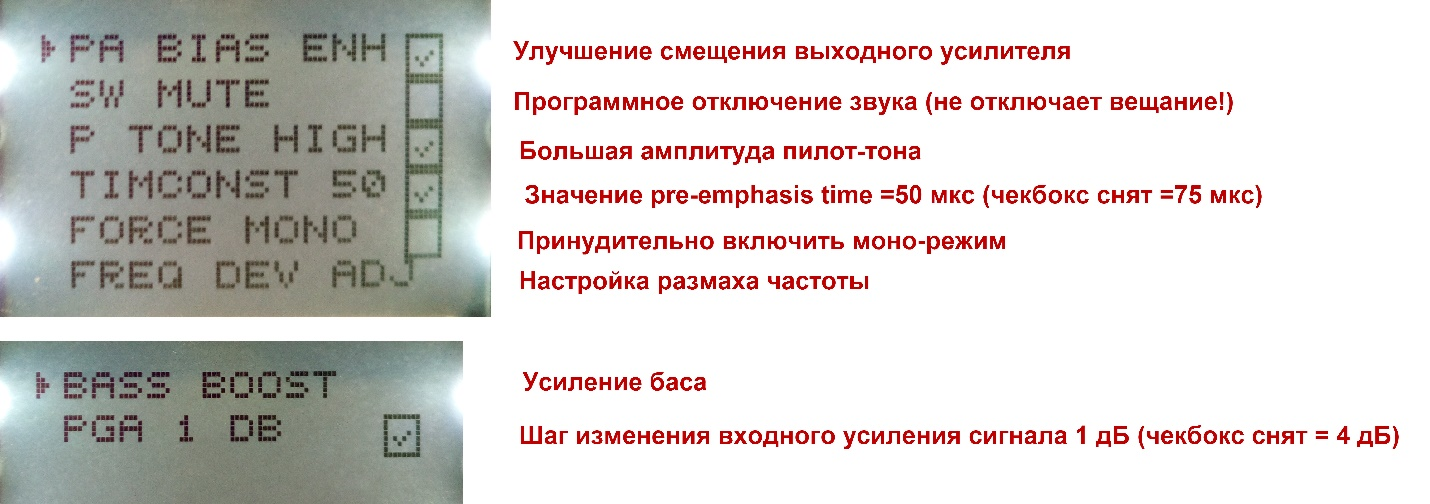 PA BIAS ENH Улучшение смещения выходного усилителя
SW MUTE Программное отключение звука (не отключает вещание!)
P TONE HIGH Большая амплитуда пилот-тона
TIMCONST 50 Значение pre-emphasis time =50 мкс (чекбокс снят =75 мкс)
FORCE MONO Принудительно включить моно-режим
FREQ DEV ADJ Настройка размаха частоты
BASS BOOST Усиление баса
PGA 1 DB Шаг изменения входного усиления сигнала 1 дБ (чекбокс снят = 4 дБ)